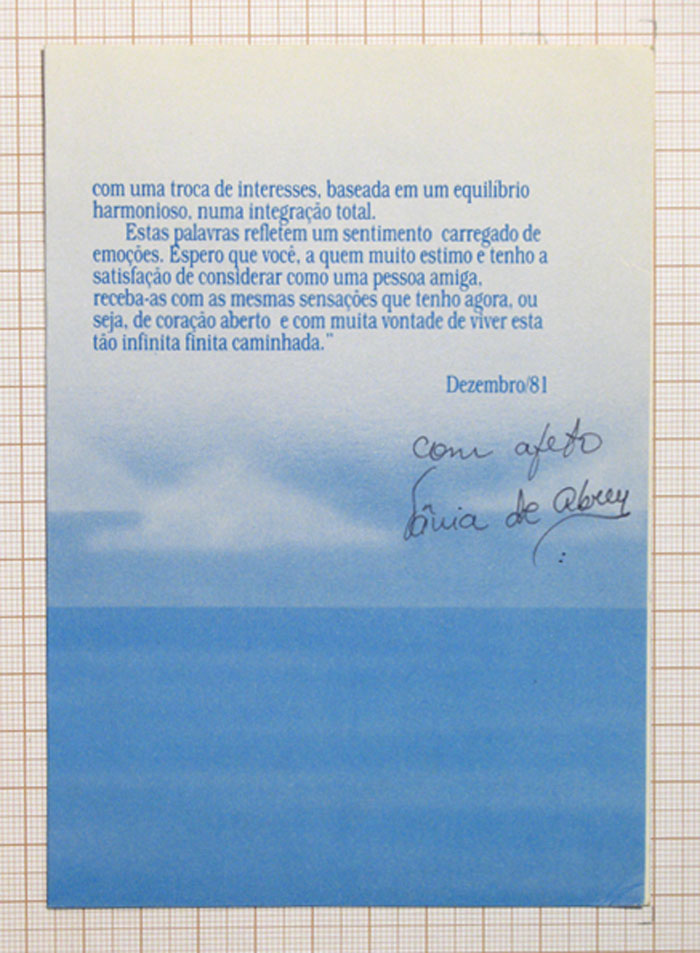 com uma troca de interesses, baseada em um equilíbrio
harmonioso, numa integração total.
Estas palavras refletem um sentimento carregado de
emoções. Espero que você, a quem muito estimo e tenho a
satisfação de considerar como uma pessoa amiga,
receba-as com as mesmas sensações que tenho agora, ou
seja, de coração aberto e com muita vontade de viver esta
tão infinita finita caminhada.”
Dezembro/81
com afeto
Sânia de Abreu